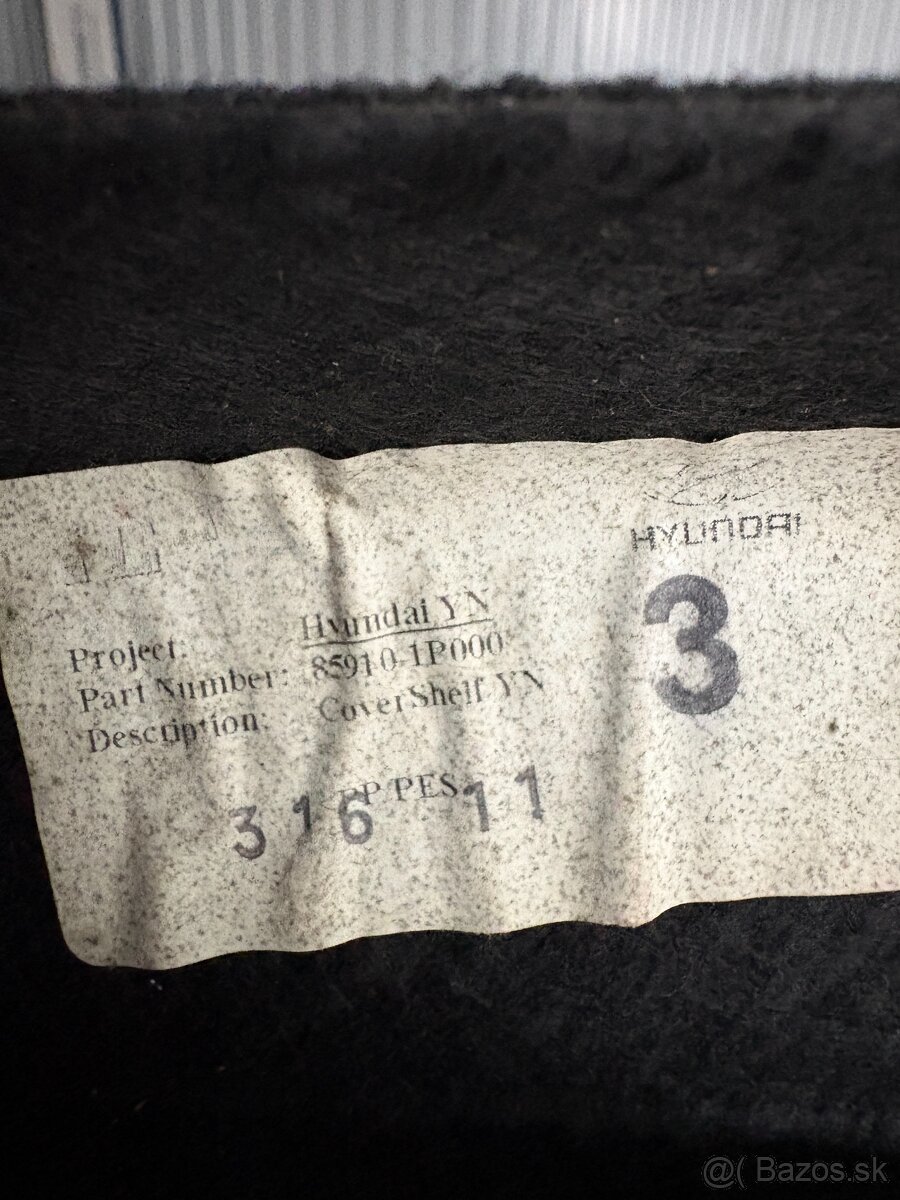 HYUNDAI
3
Project: Hyundai YN
Part Number: 85910-1P000
Description: CoverShelf YN
PP PES
316 11
@( Bazos.sk